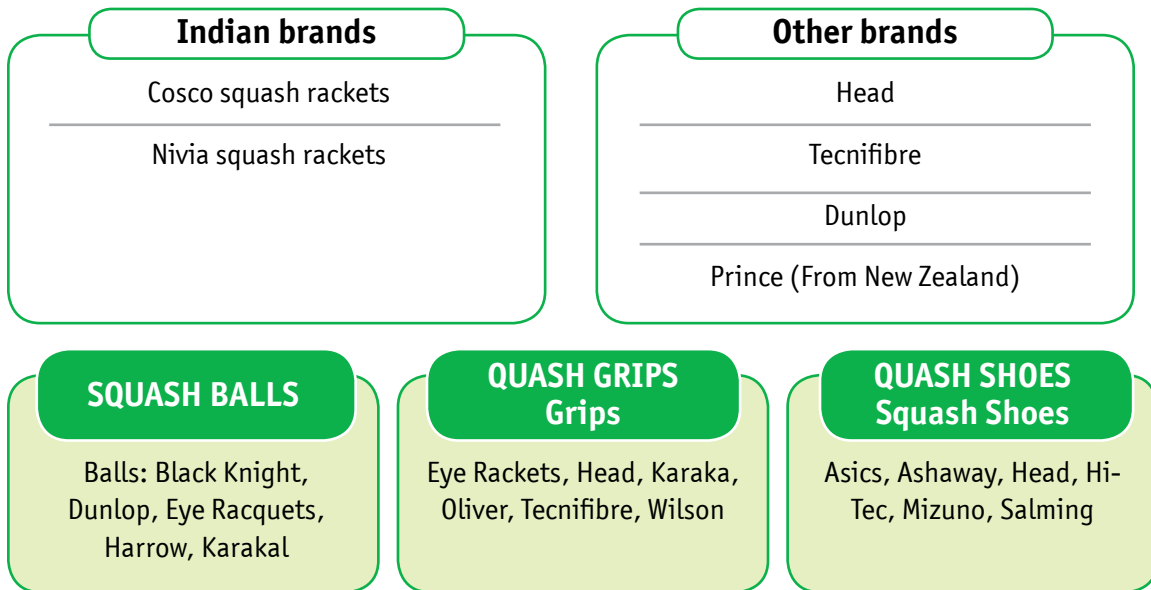 Indian brands
Cosco squash rackets
Nivia squash rackets
Other brands
Head
Tecnifibre
Dunlop
Prince (From New Zealand)
SQUASH BALLS
Balls: Black Knight,
Dunlop, Eye Racquets,
Harrow, Karakal
QUASH GRIPS
Grips
Eye Rackets, Head, Karaka,
Oliver, Tecnifibre, Wilson
QUASH SHOES
Squash Shoes
Asics, Ashaway, Head, Hi-
Tec, Mizuno, Salming